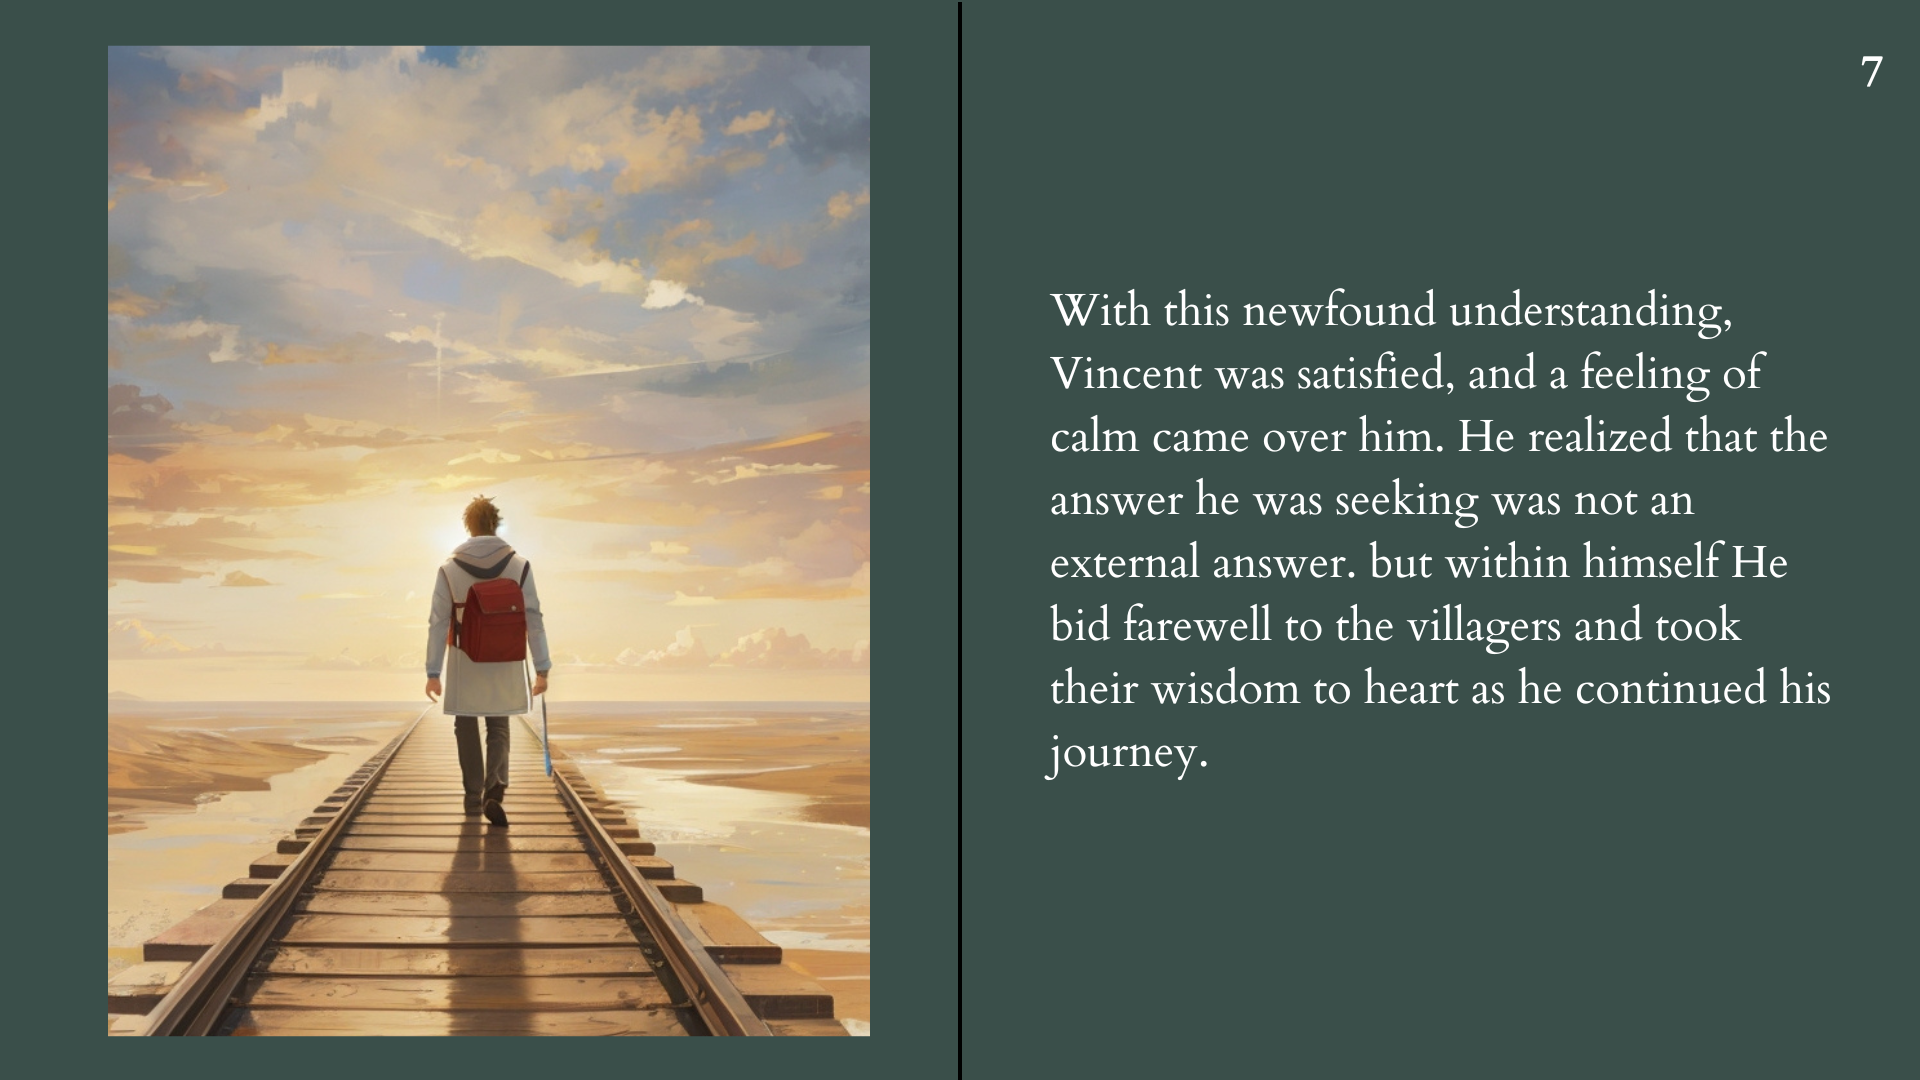 7
With this newfound understanding,
Vincent was satisfied, and a feeling of
calm came over him. He realized that the
answer he was seeking was not an
external answer. but within himself He
bid farewell to the villagers and took
their wisdom to heart as he continued his
journey.